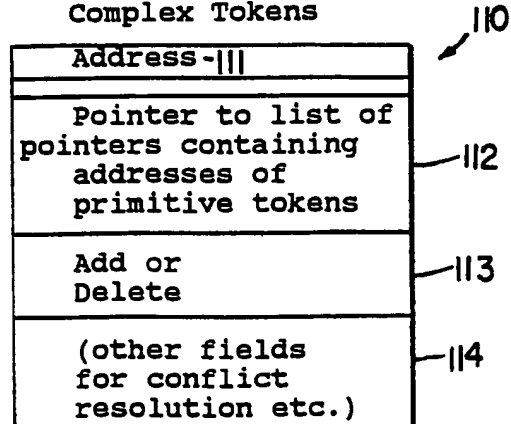 Complex Tokens
110
Address-111
Pointer to list of
pointers containing
addresses of
primitive tokens
112
Add or
Delete
113
(other fields
for conflict
resolution etc.)
114